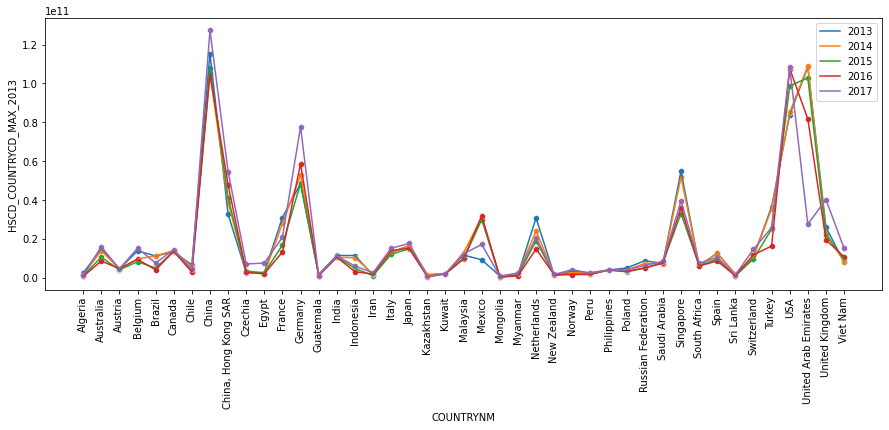 1e11
1.2
1.0
0.8
0.6
0.4
0.2
0.0
HSCD_COUNTRYCD_MAX_2013
2013
2014
2015
2016
2017
Algeria
Australia
Austria
Belgium
Brazil
Canada
Chile
China
China, Hong Kong SAR
Czechia
Egypt
France
Germany
Guatemala
India
Indonesia
Iran
Italy
Japan
Kazakhstan
Kuwait
Malaysia
Mexico
Mongolia
Myanmar
Netherlands
New Zealand
Norway
Peru
Philippines
Poland
Russian Federation
Saudi Arabia
Singapore
South Africa
Spain
Sri Lanka
Switzerland
Turkey
USA
United Arab Emirates
United Kingdom
Viet Nam
COUNTRYNM